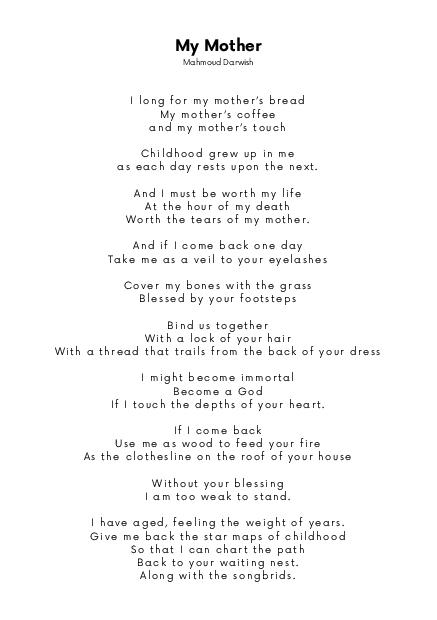 My Mother
Mahmoud Darwish
I long for my mother's bread
My mother's coffee
and my mother's touch
Childhood grew up in me
as each day rests upon the next.
And I must be worth my life
At the hour of my death
Worth the tears of my mother.
And if I come back one day
Take me as a veil to your eyelashes
Cover my bones with the grass
Blessed by your footsteps
Bind us together
With a lock of your hair
With a thread that trails from the back of your dress
I might become immortal
Become a God
If I touch the depths of your heart.
If I come back
Use me as wood to feed your fire
As the clothesline on the roof of your house
Without your blessing
I am too weak to stand.
I have aged, feeling the weight of years.
Give me back the star maps of childhood
So that I can chart the path
Back to your waiting nest.
Along with the songbrids.